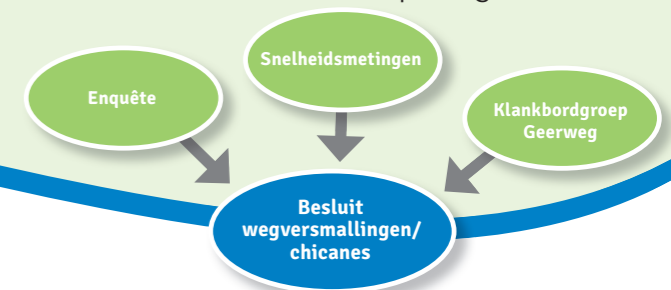 Snelheidsmetingen
Enquête
Klankbordgroep
Geerweg
Besluit
wegversmallingen/
chicanes